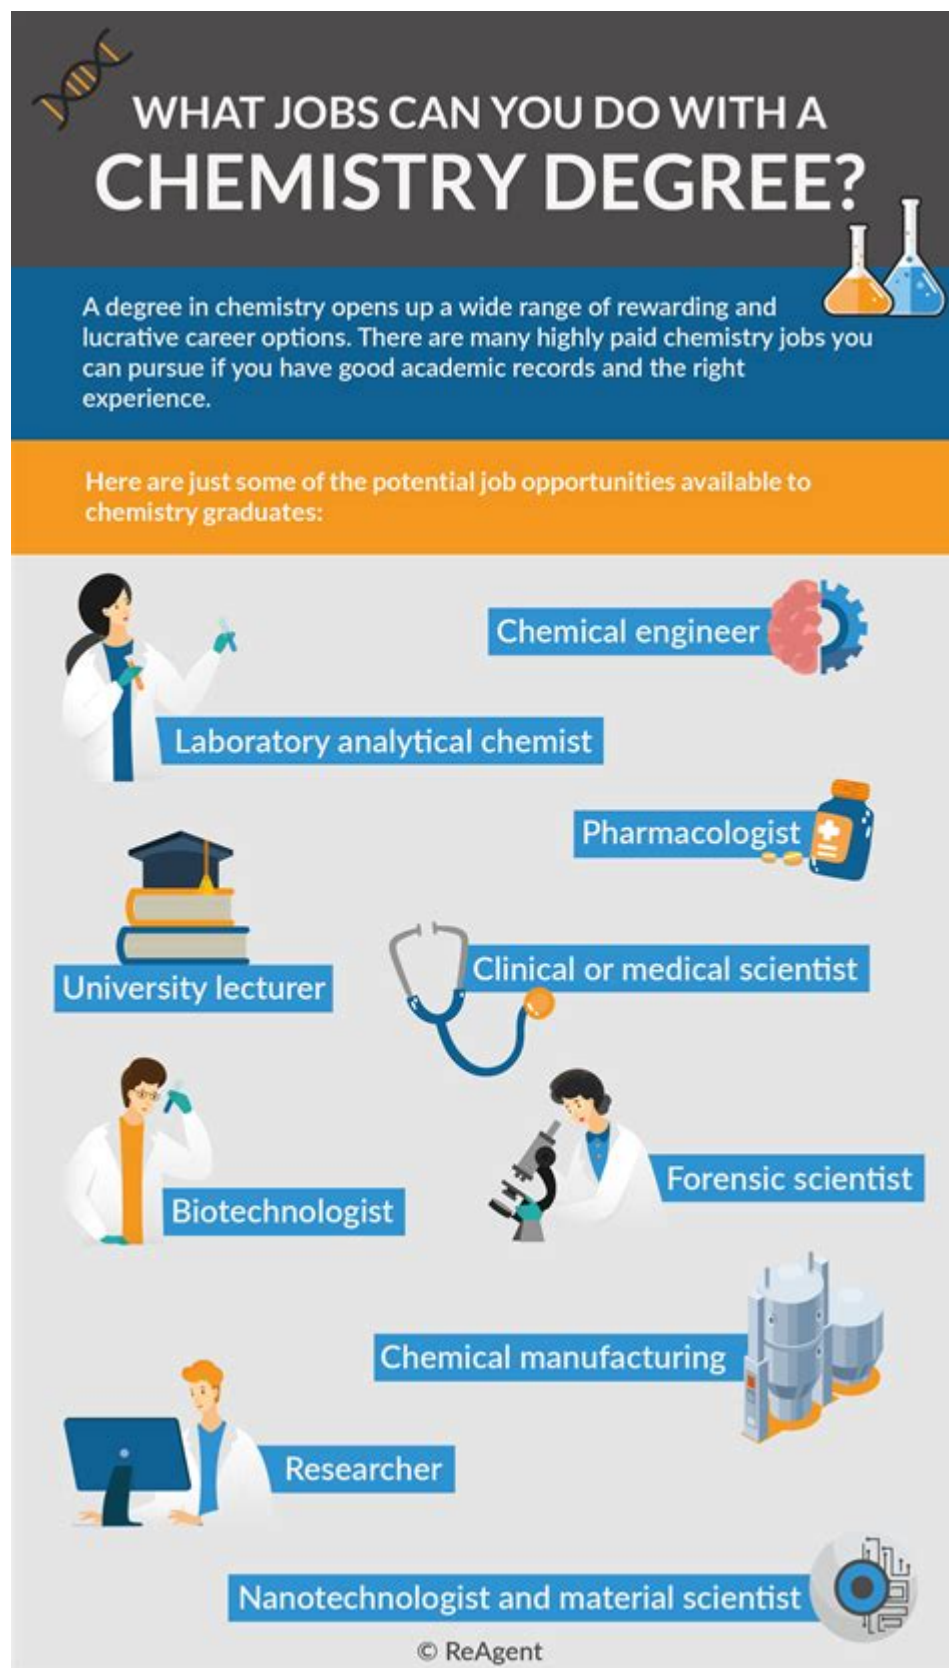 WHAT JOBS CAN YOU DO WITH A
CHEMISTRY DEGREE?
A degree in chemistry opens up a wide range of rewarding and
lucrative career options. There are many highly paid chemistry jobs you
can pursue if you have good academic records and the right
experience.
Here are just some of the potential job opportunities available to
chemistry graduates:
Chemical engineer
Laboratory analytical chemist
Pharmacologist
University lecturer
Clinical or medical scientist
Biotechnologist
Forensic scientist
Chemical manufacturing
Researcher
Nanotechnologist and material scientist
© ReAgent